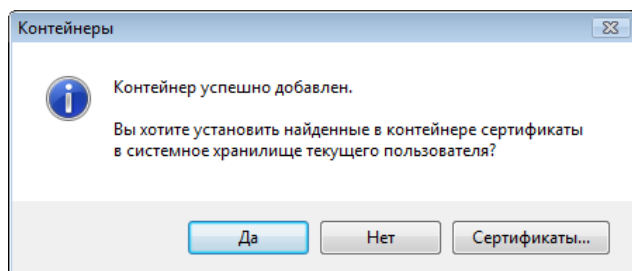 Контейнеры
Контейнер успешно добавлен.
Вы хотите установить найденные в контейнере сертификаты
в системное хранилище текущего пользователя?
Да
Нет
Сертификаты...